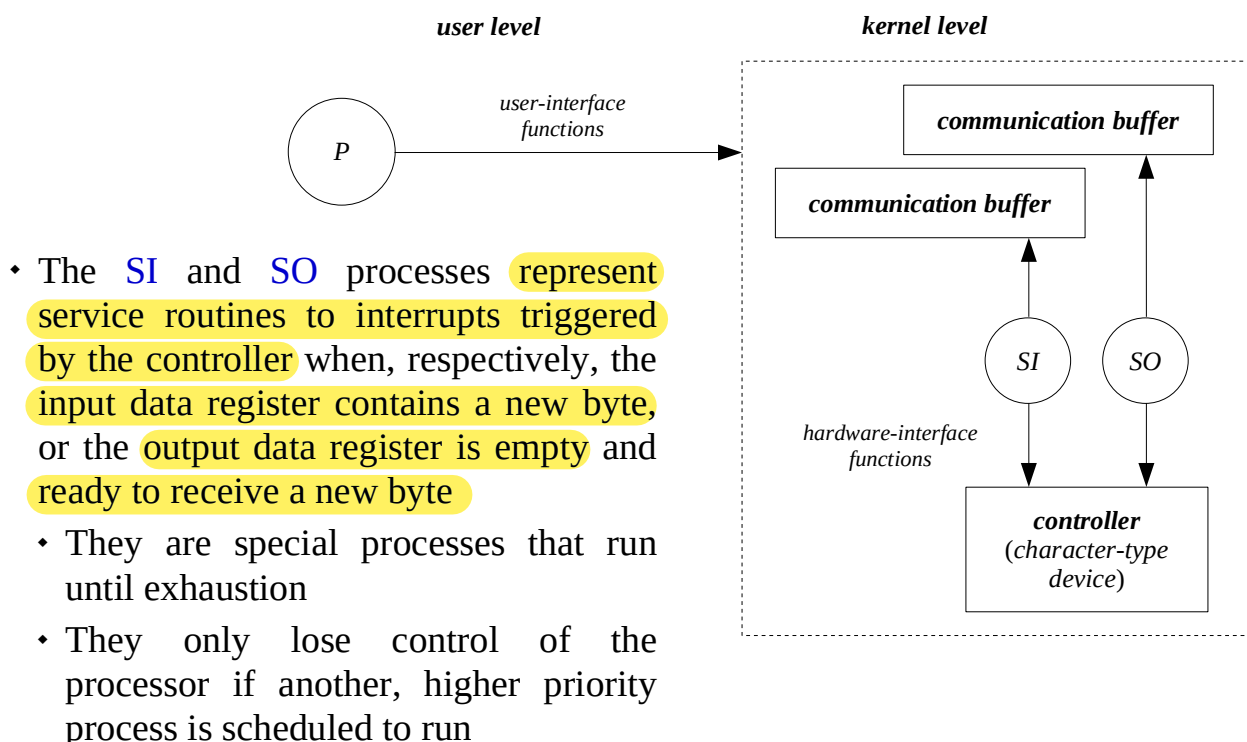 user level
kernel level
user-interface
functions
P
communication buffer
communication buffer
◆ The SI and SO processes represent
service routines to interrupts triggered
by the controller when, respectively, the
input data register contains a new byte,
or the output data register is empty and
ready to receive a new byte
◆ They are special processes that run
until exhaustion
◆ They only lose control of the
processor if another, higher priority
process is scheduled to run
SI
SO
hardware-interface
functions
controller
(character-type
device)